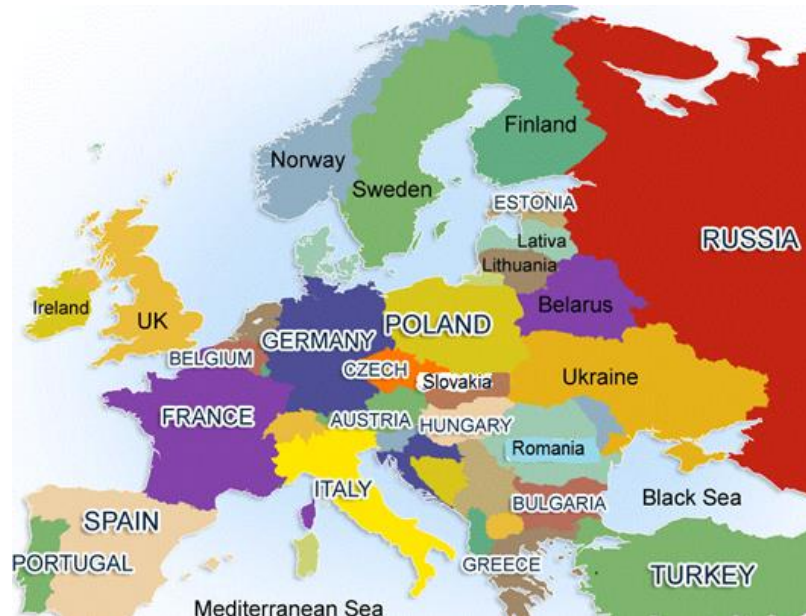 Finland
Norway
Sweden
ESTONIA
RUSSIA
Lativa
Lithuania
Ireland
UK
Belarus
GERMANY
POLAND
BELGIUM
CZECH
Slovakia
Ukraine
FRANCE
AUSTRIA
HUNGARY
Romania
ITALY
BULGARIA
Black Sea
SPAIN
PORTUGAL
GREECE
TURKEY
Mediterranean Sea